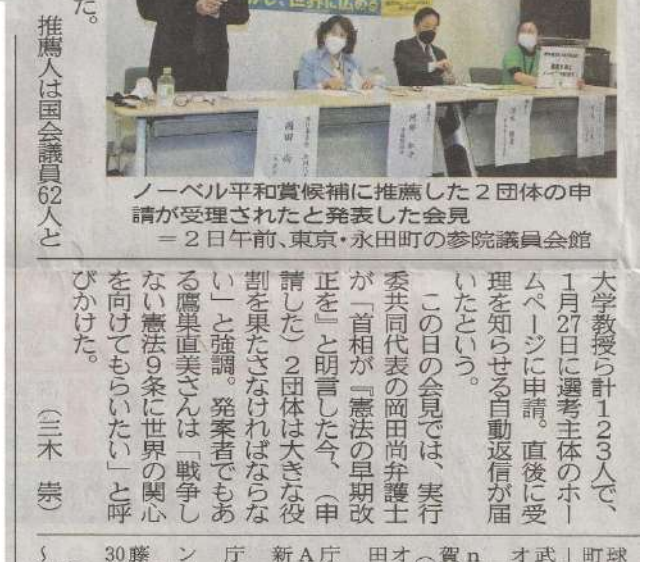 た。
推薦人は国会議員62人と
ノーベル平和賞候補に推薦した2団体の申
請が受理されたと発表した会見
＝2日午前、東京・永田町の参院議員会館
大学教授ら計123人で、
1月27日に選考主体のホー
ムページに申請。直後に受
理を知らせる自動返信が届
いたという。
この日の会見では、実行
委共同代表の岡田尚弁護士
が「首相が『憲法の早期改
正を』と明言した今、（申
請した）2団体は大きな役
割を果たさなければならな
い」と強調。発案者でもあ
る鷹巣直美さんは「戦争し
ない憲法9条に世界の関心
を向けてもらいたい」と呼
びかけた。
（三木 崇）